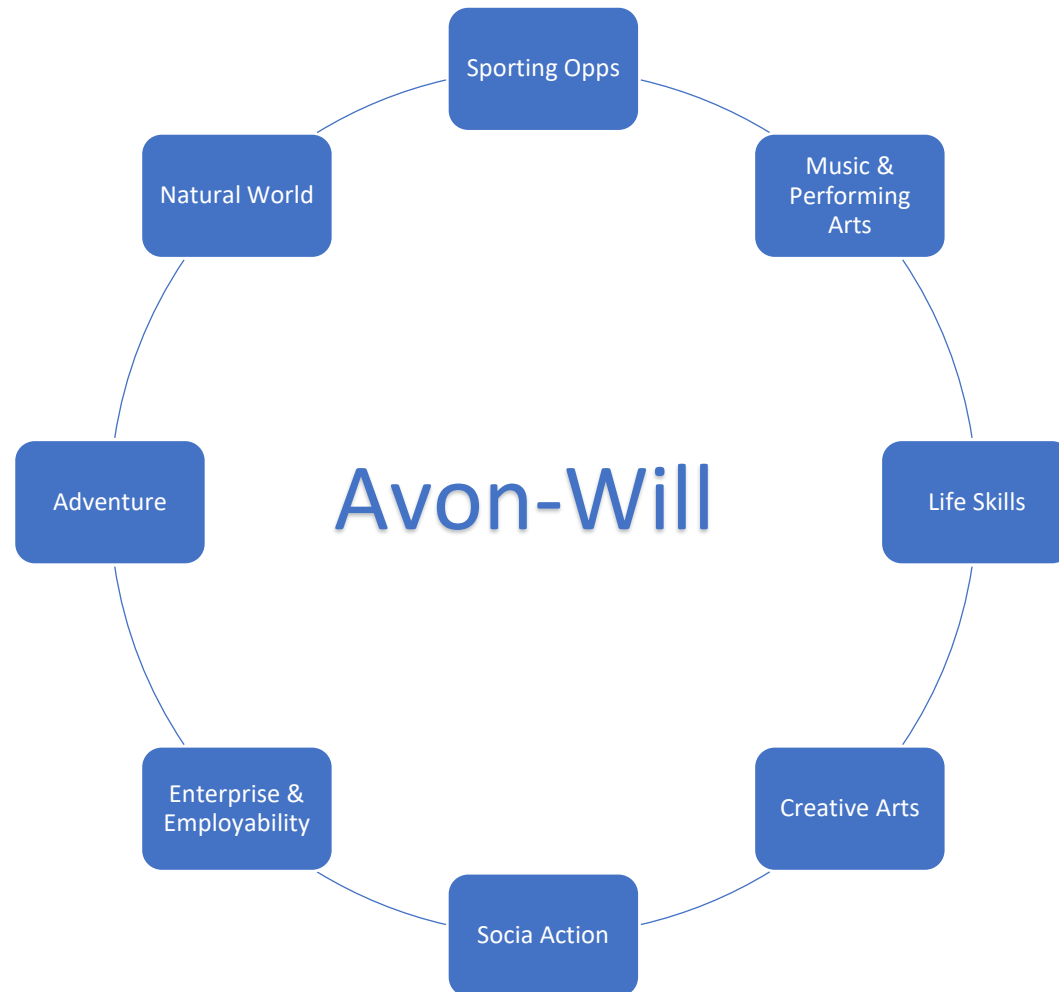 Sporting Opps
Music &
Performing
Arts
Life Skills
Creative Arts
Socia Action
Enterprise &
Employability
Adventure
Natural World
Avon-Will